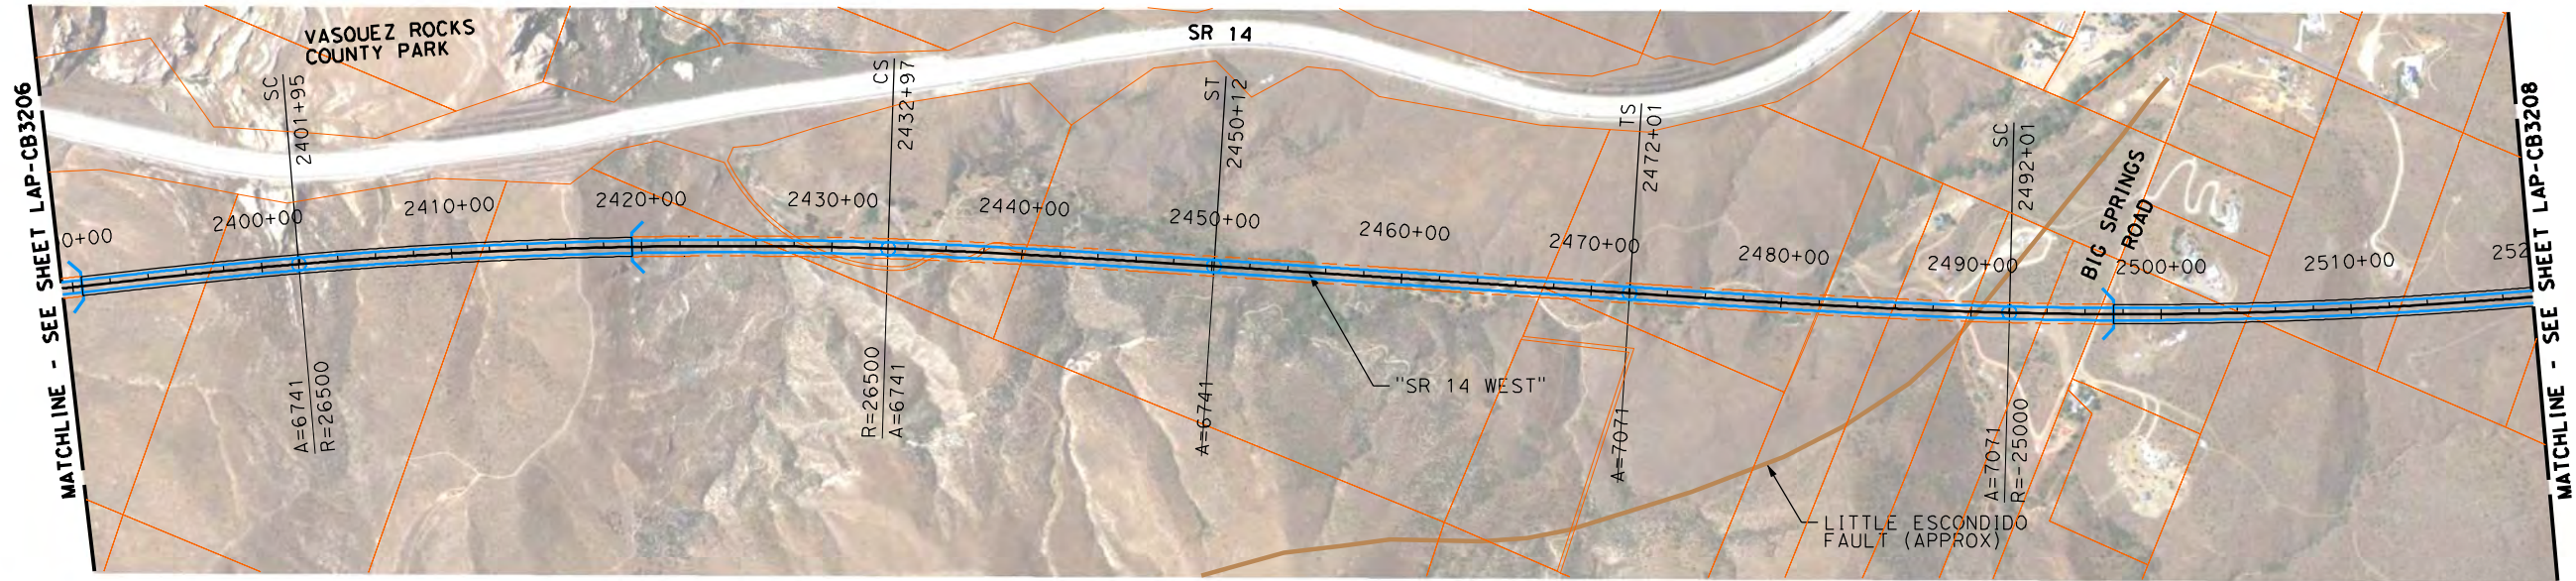 VASQUEZ ROCKS
COUNTY PARK
SR 14
MATCHLINE - SEE SHEET LAP-CB3206
SC
2401+95
CS
2432+97
ST
2450+12
TS
2472+01
SC
2492+01
BIG SPRINGS
ROAD
0+00
2400+00
2410+00
2420+00
2430+00
2440+00
2450+00
2460+00
2470+00
2480+00
2490+00
2500+00
2510+00
252
A=6741
R=26500
R=26500
A=6741
A=6741
"SR 14 WEST"
A=7071
A=7071
R=-25000
LITTLE ESCONDIDO
FAULT (APPROX)
MATCHLINE - SEE SHEET LAP-CB3208